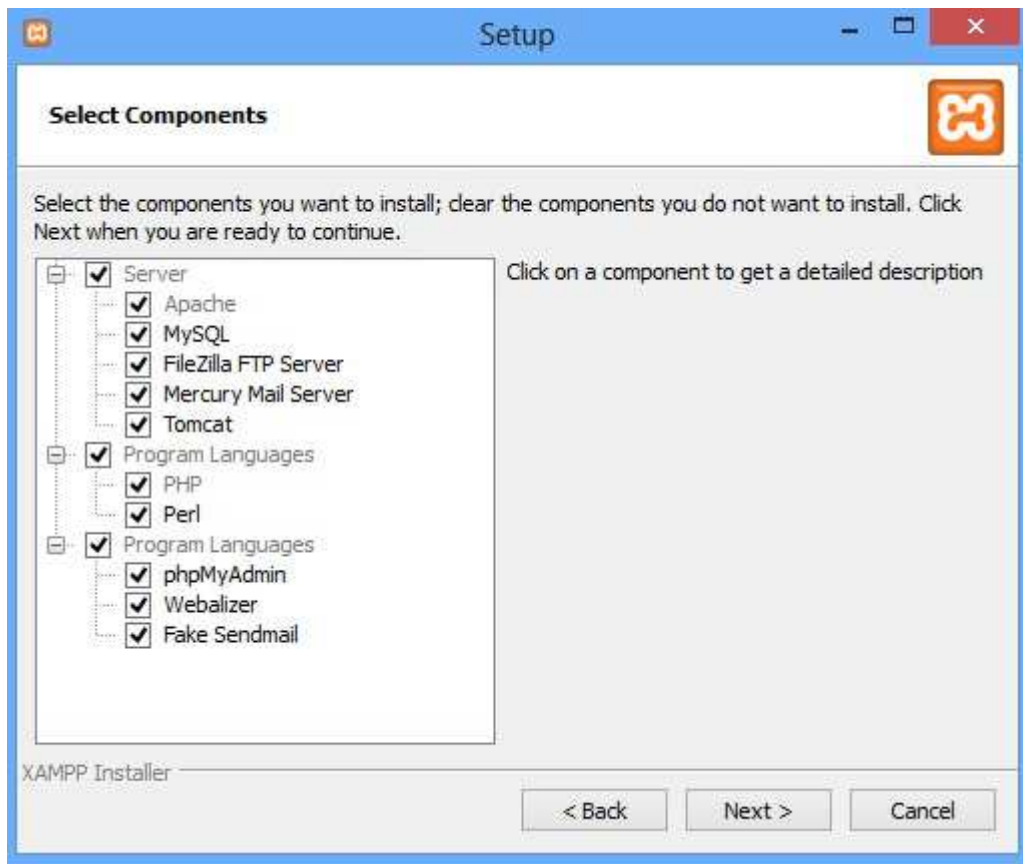 Setup
Select Components
Select the components you want to install; clear the components you do not want to install. Click
Next when you are ready to continue.
Server
Apache
MySQL
FileZilla FTP Server
Mercury Mail Server
Tomcat
Program Languages
PHP
Perl
Program Languages
phpMyAdmin
Webalizer
Fake Sendmail
Click on a component to get a detailed description
XAMPP Installer
< Back
Next >
Cancel